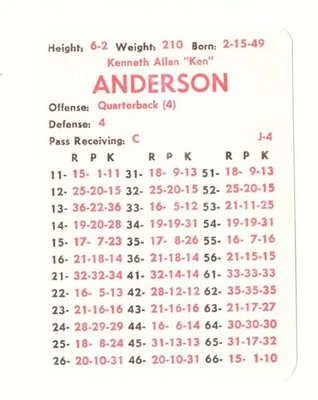 Height: 6-2 Weight: 210 Born: 2-15-49
Kenneth Allan "Ken"
ANDERSON
Offense: Quarterback (4)
Defense: 4
Pass Receiving: C J-4
R P K R P K R P K
11- 15- 1-11 31- 18- 9-13 51- 18- 9-13
12- 25-20-15 32- 25-20-15 52- 25-20-15
13- 36-22-36 33- 16- 5-12 53- 21-11-25
14- 19-20-28 34- 19-19-31 54- 19-19-31
15- 17- 7-23 35- 17- 8-26 55- 16- 7-16
16- 21-18-14 36- 21-18-14 56- 21-15-15
21- 32-32-34 41- 32-14-14 61- 33-33-33
22- 16- 5-13 42- 28-12-12 62- 35-35-35
23- 21-16-16 43- 21-16-16 63- 21-17-27
24- 28-29-29 44- 16- 6-14 64- 30-30-30
25- 18- 8-24 45- 31-13-13 65- 31-17-32
26- 20-10-31 46- 20-10-31 66- 15- 1-10